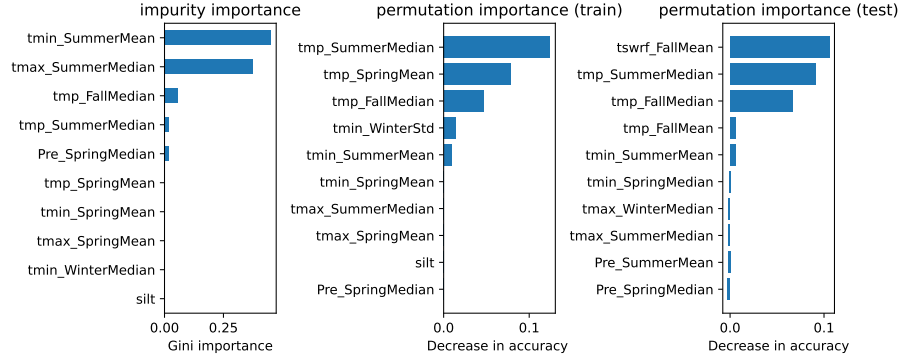 impurity importance
tmin_SummerMean
tmax_SummerMedian
tmp_FallMedian
tmp_SummerMedian
Pre_SpringMedian
tmp_SpringMean
tmin_SpringMean
tmax_SpringMean
tmin_WinterMedian
silt
0.00
0.25
Gini importance
permutation importance (train)
tmp_SummerMedian
tmp_SpringMean
tmp_FallMedian
tmin_WinterStd
tmin_SummerMean
tmin_SpringMean
tmax_SummerMedian
tmax_SpringMean
silt
Pre_SpringMedian
0.0
0.1
Decrease in accuracy
permutation importance (test)
tswrf_FallMean
tmp_SummerMedian
tmp_FallMedian
tmp_FallMean
tmin_SummerMean
tmin_SpringMedian
tmax_WinterMedian
tmax_SummerMedian
Pre_SummerMean
Pre_SpringMedian
0.0
0.1
Decrease in accuracy